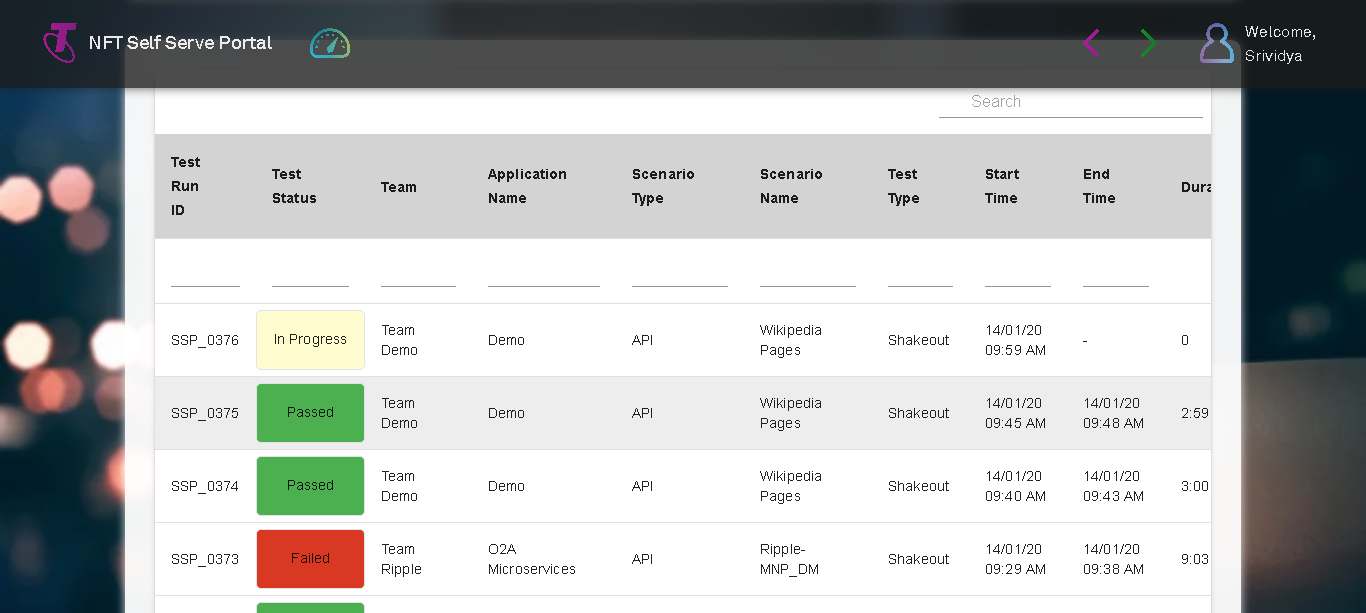 NFT Self Serve Portal
Welcome,
Srividya
Search
Test
Run
ID
Test
Status
Team
Application
Name
Scenario
Type
Scenario
Name
Test
Type
Start
Time
End
Time
Dura
SSP_0376
In Progress
Team
Demo
Demo
API
Wikipedia
Pages
Shakeout
14/01/20
09:59 AM
-
0
SSP_0375
Passed
Team
Demo
Demo
API
Wikipedia
Pages
Shakeout
14/01/20
09:45 AM
14/01/20
09:48 AM
2:59
SSP_0374
Passed
Team
Demo
Demo
API
Wikipedia
Pages
Shakeout
14/01/20
09:40 AM
14/01/20
09:43 AM
3:00
SSP_0373
Failed
Team
Ripple
O2A
Microservices
API
Ripple-
MNP_DM
Shakeout
14/01/20
09:29 AM
14/01/20
09:38 AM
9:03